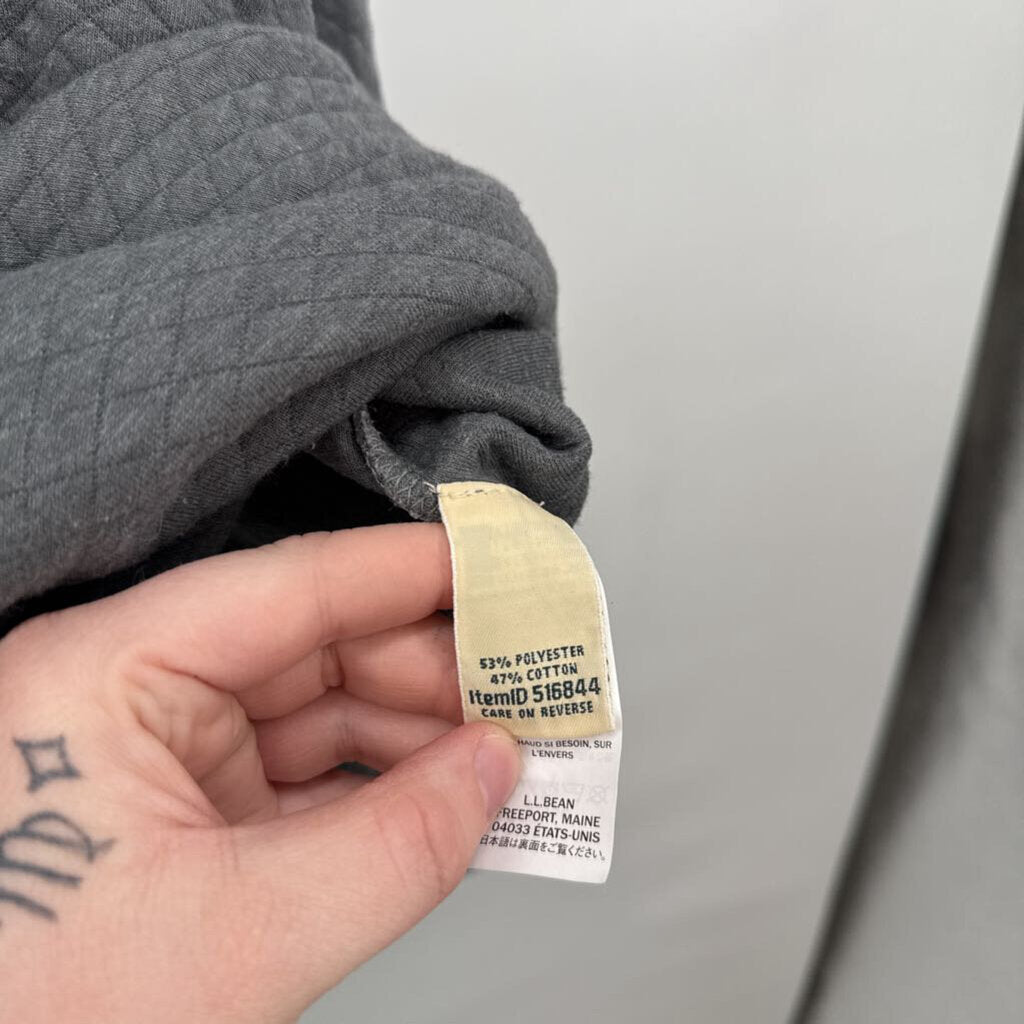 53% POLYESTER
47% COTTON
ItemID 516844
CARE ON REVERSE
SI BESOIN, SUR
L'ENVERS
L.L.BEAN
FREEPORT, MAINE
04033 ÉTATS-UNIS
日本語は裏面をご覧ください。